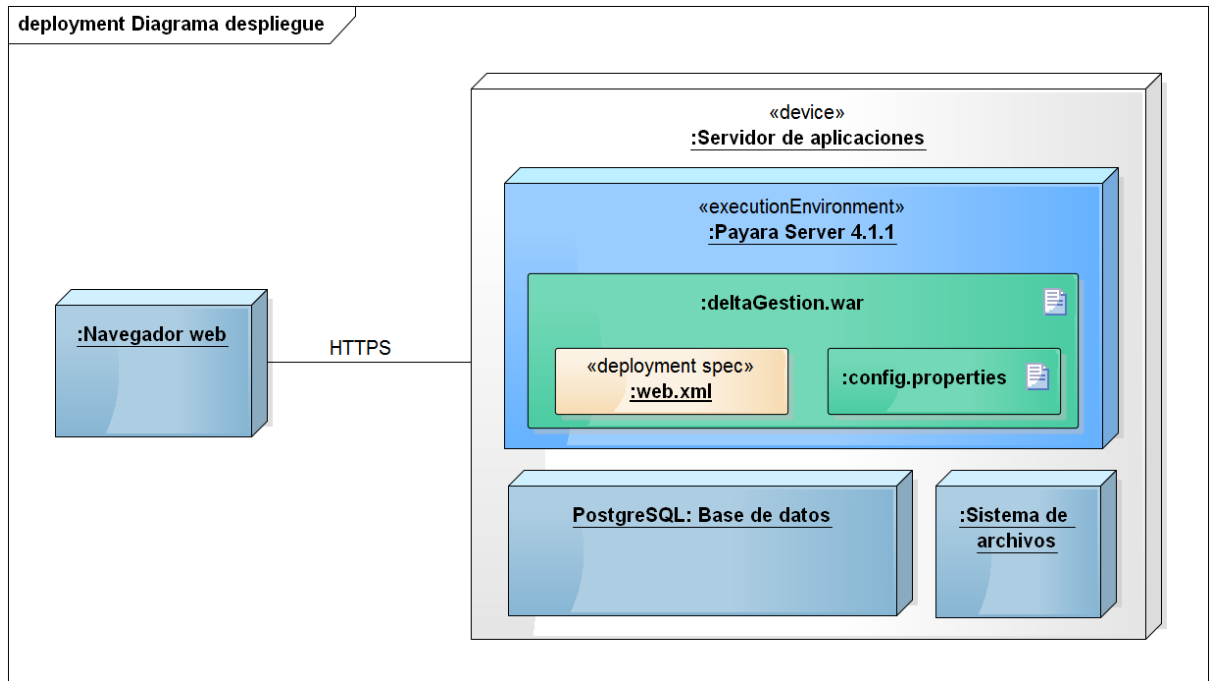 deployment Diagrama despliegue
«device»
:Servidor de aplicaciones
«executionEnvironment»
:Payara Server 4.1.1
:deltaGestion.war
«deployment spec»
:web.xml
:config.properties
:Navegador web
HTTPS
PostgreSQL: Base de datos
:Sistema de
archivos